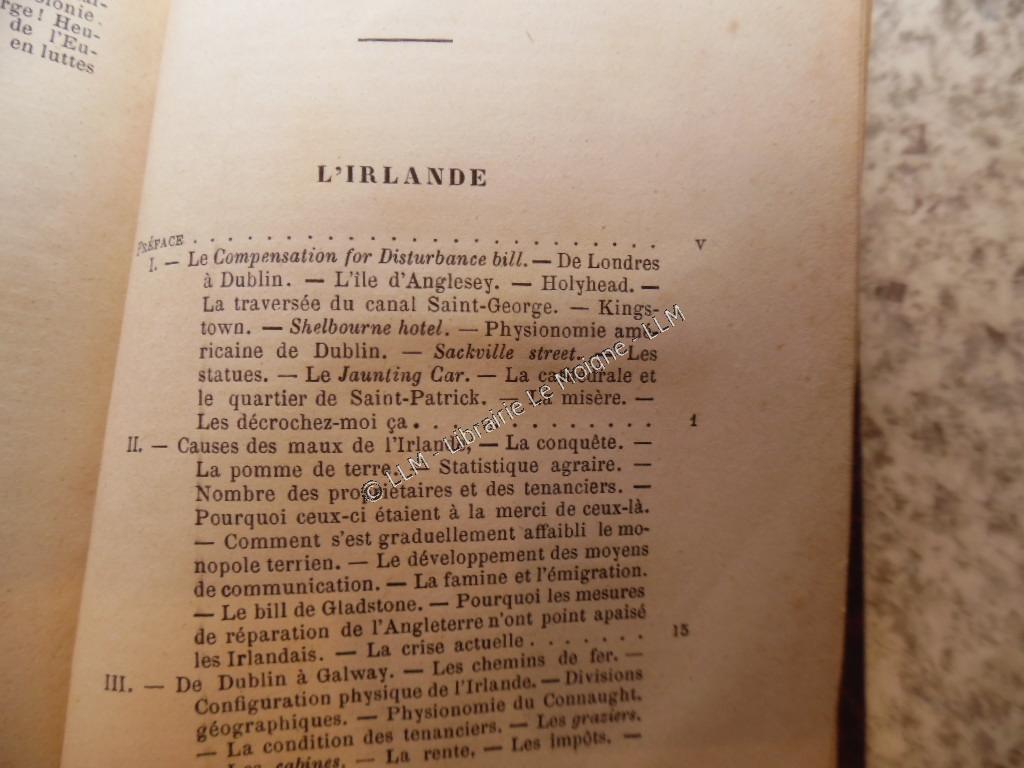 onie.
rge! Heu-
de l'Eu-
en luttes
L'IRLANDE
PRÉFACE . . . . . . . . . . . . . . . . . . . . . . . . . V
I. — Le Compensation for Disturbance bill. — De Londres
à Dublin. — L'île d'Anglesey. — Holyhead. —
La traversée du canal Saint-George. — Kings-
town. — Shelbourne hotel. — Physionomie amé-
ricaine de Dublin. — Sackville street. — Les
statues. — Le Jaunting Car. — La cathédrale et
le quartier de Saint-Patrick. — La misère. —
Les décrochez-moi ça . . . . . . . . . . . . . 1
II. — Causes des maux de l'Irlande, — La conquête. —
La pomme de terre. — Statistique agraire. —
Nombre des propriétaires et des tenanciers. —
Pourquoi ceux-ci étaient à la merci de ceux-là.
— Comment s'est graduellement affaibli le mo-
nopole terrien. — Le développement des moyens
de communication. — La famine et l'émigration.
— Le bill de Gladstone. — Pourquoi les mesures
de réparation de l'Angleterre n'ont point apaisé
les Irlandais. — La crise actuelle . . . . . . . 15
III. — De Dublin à Galway. — Les chemins de fer. —
Configuration physique de l'Irlande. — Divisions
géographiques. — Physionomie du Connaught.
— La condition des tenanciers. — Les graziers.
— Les cabines. — La rente. — Les impôts. —
© LLM - Librairie Le Moigne - LLM